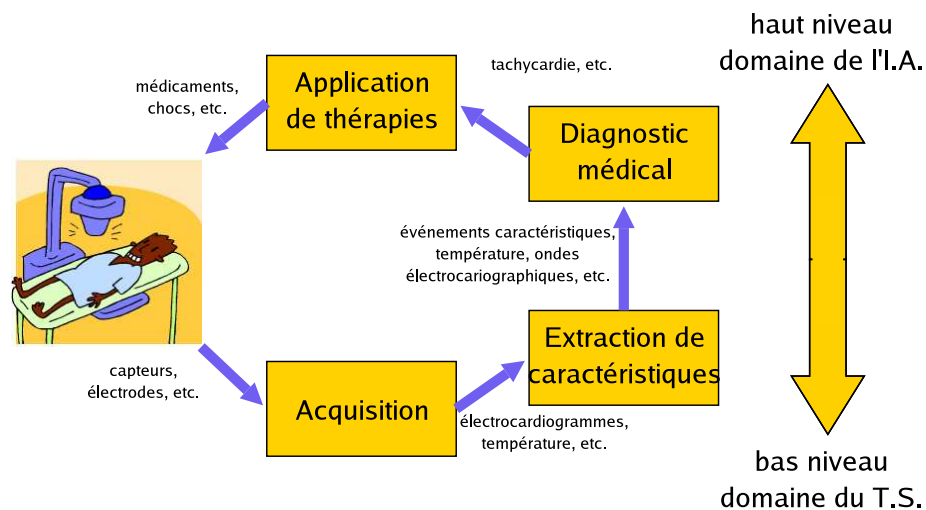 haut niveau
domaine de l'I.A.
tachycardie, etc.
Application
de thérapies
médicaments,
chocs, etc.
Diagnostic
médical
événements caractéristiques,
température, ondes
électrocariographiques, etc.
Extraction de
caractéristiques
capteurs,
électrodes, etc.
Acquisition
électrocardiogrammes,
température, etc.
bas niveau
domaine du T.S.